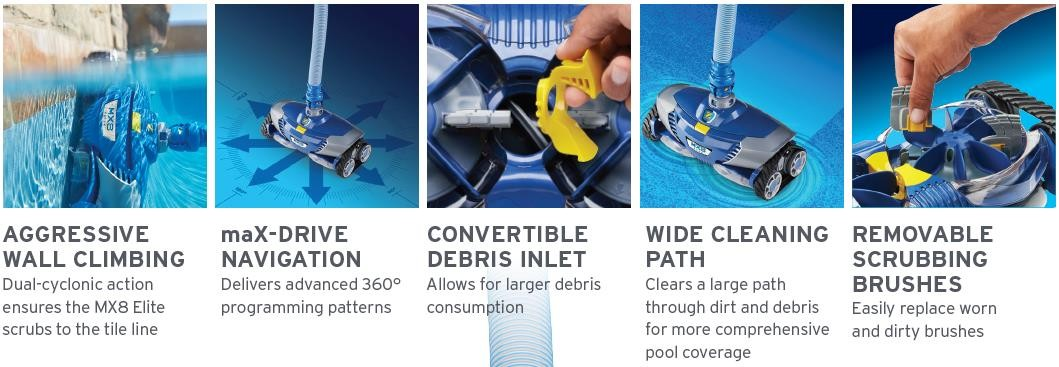 MX8
MX8
AGGRESSIVE
WALL CLIMBING
Dual-cyclonic action
ensures the MX8 Elite
scrubs to the tile line
maX-DRIVE
NAVIGATION
Delivers advanced 360°
programming patterns
CONVERTIBLE
DEBRIS INLET
Allows for larger debris
consumption
WIDE CLEANING
PATH
Clears a large path
through dirt and debris
for more comprehensive
pool coverage
REMOVABLE
SCRUBBING
BRUSHES
Easily replace worn
and dirty brushes